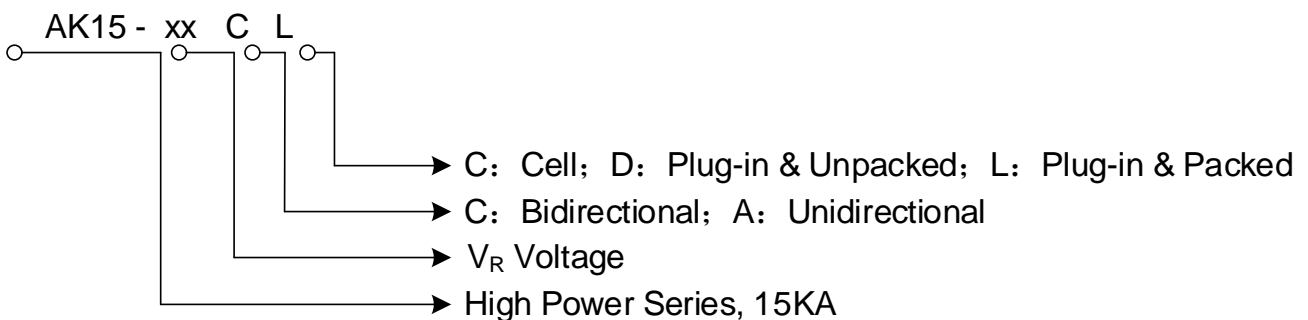 AK15 - xx C L
C：Cell；D：Plug-in & Unpacked；L：Plug-in & Packed
C：Bidirectional；A：Unidirectional
VR Voltage
High Power Series, 15KA